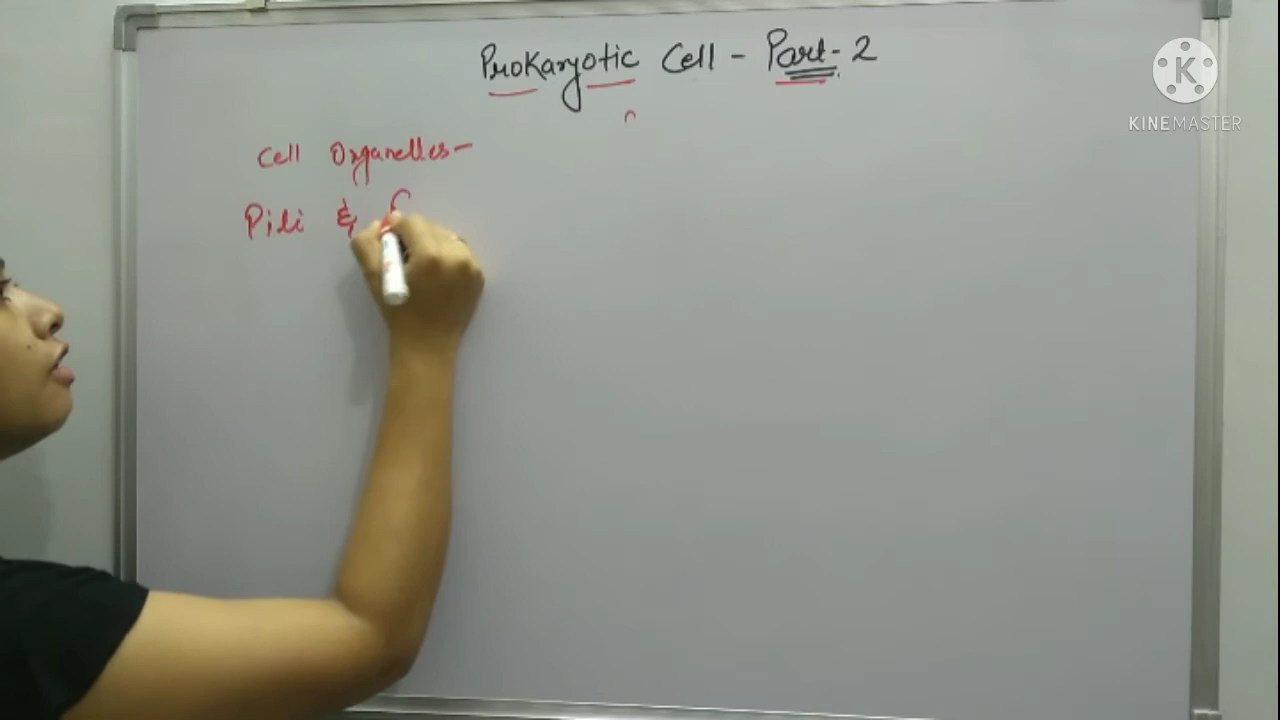 Prokaryotic Cell - Part-2
K
KINEMASTER
Cell Organelles-
Pili &